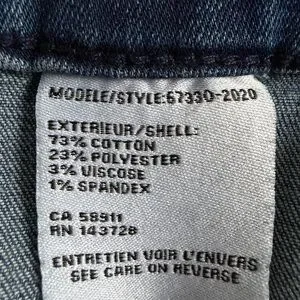 MODELE/STYLE:67330-2020
EXTERIEUR/SHELL:
73% COTTON
23% POLYESTER
3% VISCOSE
1% SPANDEX
CA 58911
RN 143728
ENTRETIEN VOIR L'ENVERS
SEE CARE ON REVERSE